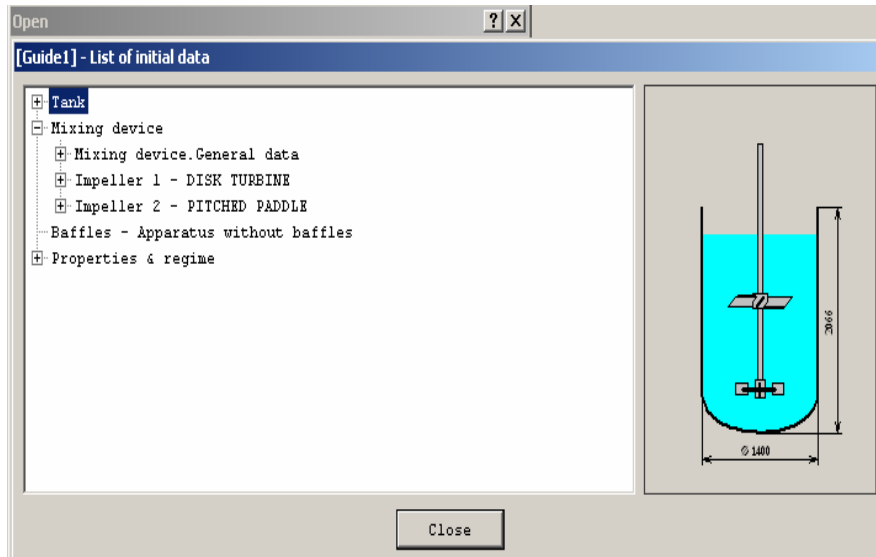 Open
[Guide1] - List of initial data
Tank
Mixing device
Mixing device.General data
Impeller 1 - DISK TURBINE
Impeller 2 - PITCHED PADDLE
Baffles - Apparatus without baffles
Properties & regime
2066
∅ 1400
Close